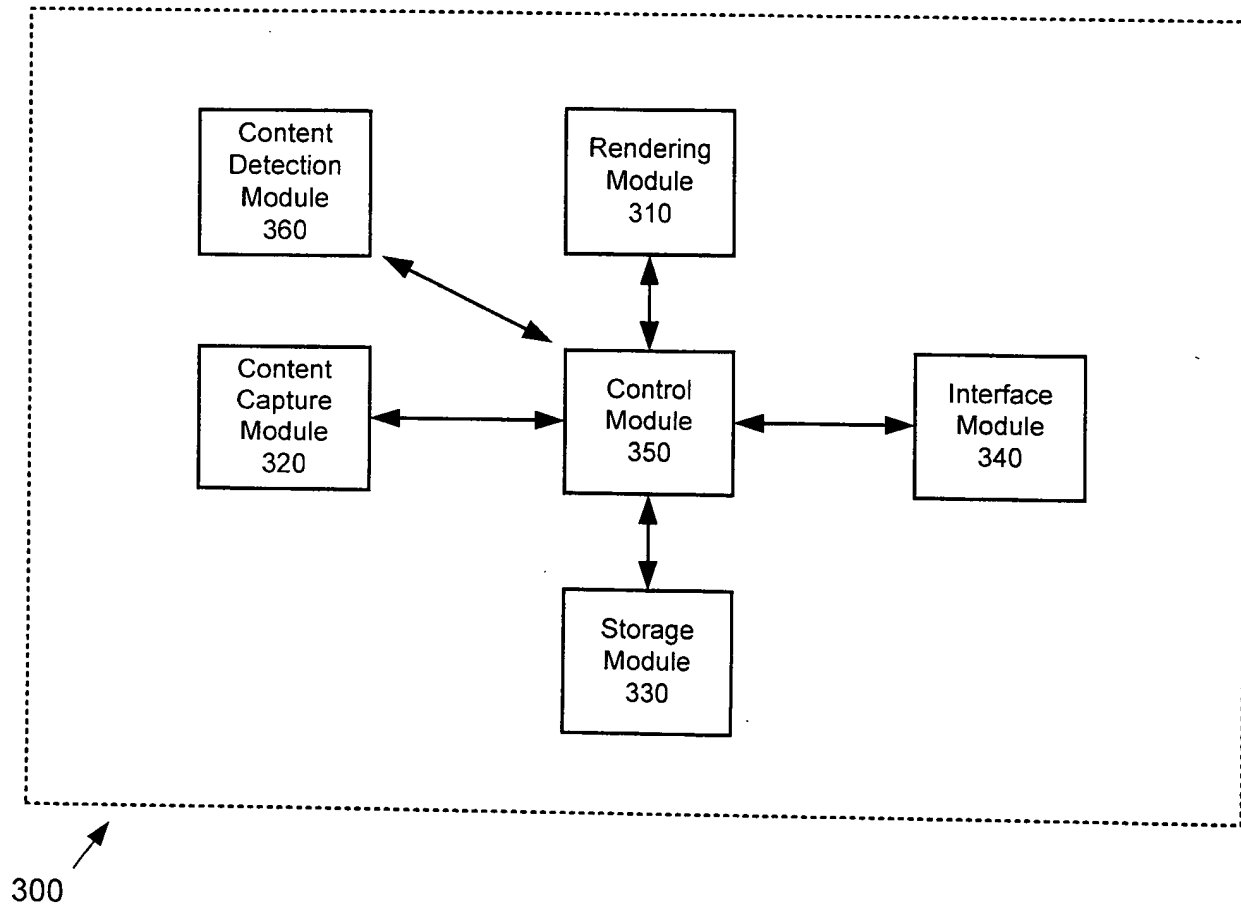 Content
Detection
Module
360
Rendering
Module
310
Content
Capture
Module
320
Control
Module
350
Interface
Module
340
Storage
Module
330
300